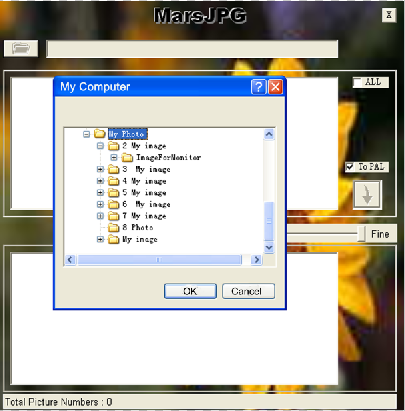 MarsJPG
X
My Computer
ALL
My Photo
2 My image
ImageForMonitor
3 My image
4 My image
5 My image
6 My image
7 My image
8 Photo
My image
To PAL
Fine
OK
Cancel
Total Picture Numbers : 0